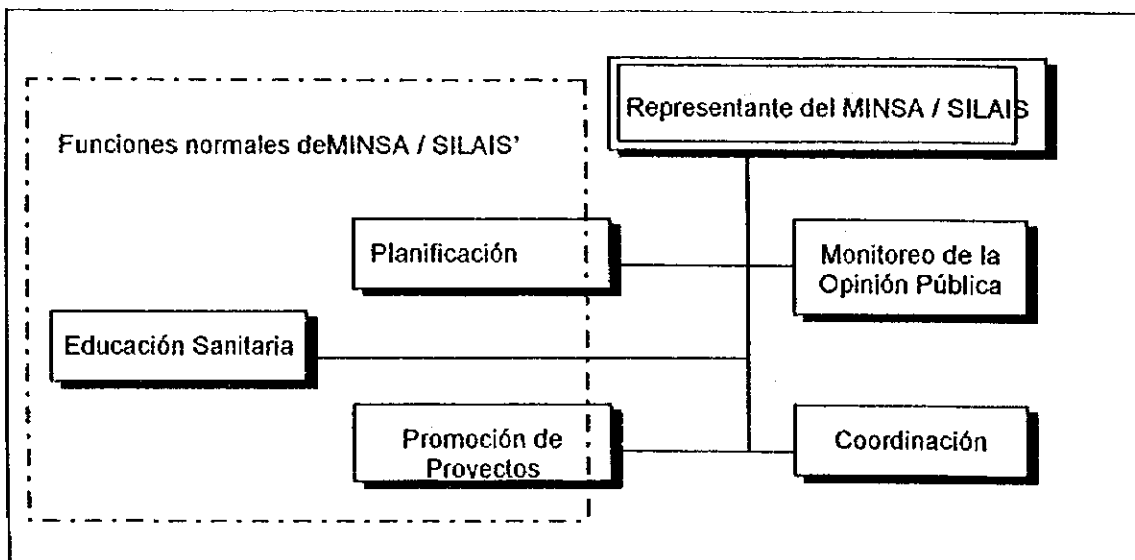 Representante del MINSA / SILAIS
Funciones normales deMINSA / SILAIS'
Planificación
Monitoreo de la
Opinión Pública
Educación Sanitaria
Promoción de
Proyectos
Coordinación